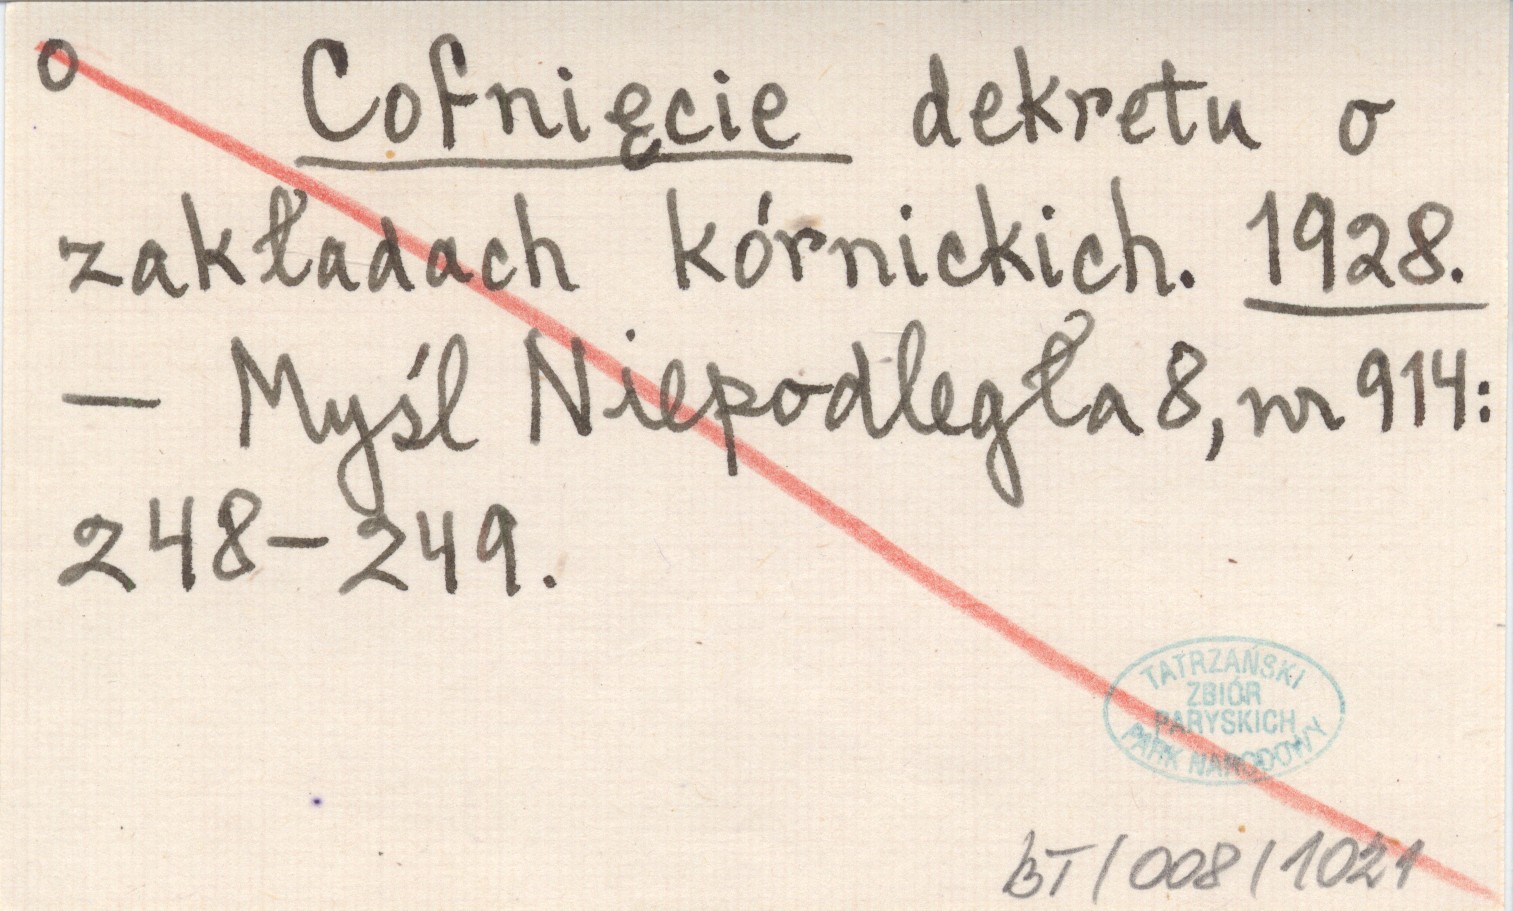 o Cofnięcie dekretu o
zakładach kórnickich. 1928.
— Myśl Niepodległa 8, nr 914:
248–249.
TATRZAŃSKI
ZBIÓR
PARYSKICH
PARK NARODOWY
BT/008/1021